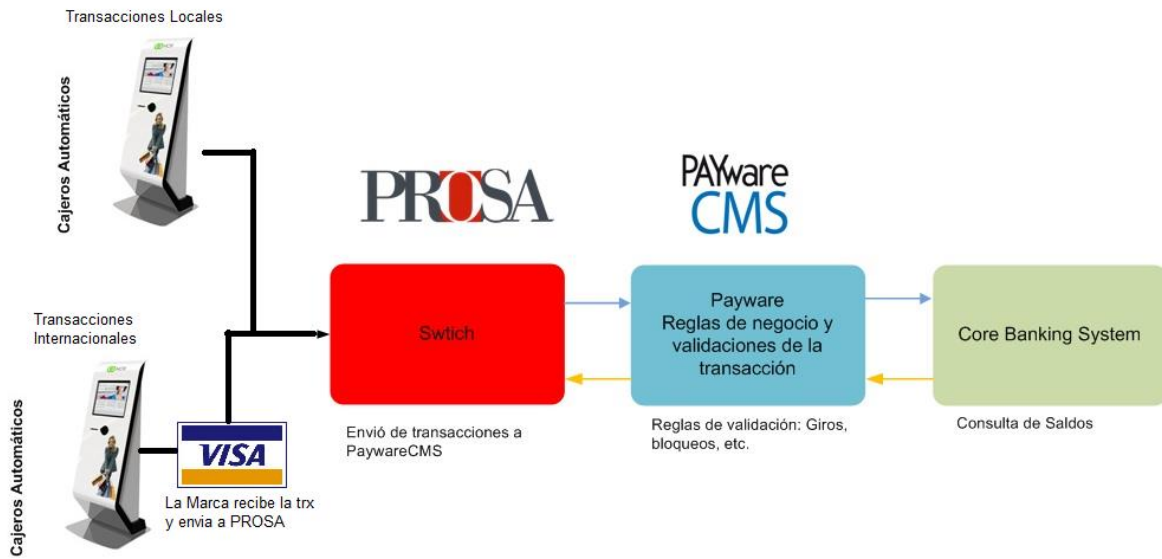 Transacciones Locales
Cajeros Automáticos
PROSA
PAYware
CMS
Swtich
Payware
Reglas de negocio y
validaciones de la
transacción
Core Banking System
Envió de transacciones a
PaywareCMS
Reglas de validación: Giros,
bloqueos, etc.
Consulta de Saldos
Transacciones
Internacionales
Cajeros Automáticos
VISA
La Marca recibe la trx
y envia a PROSA